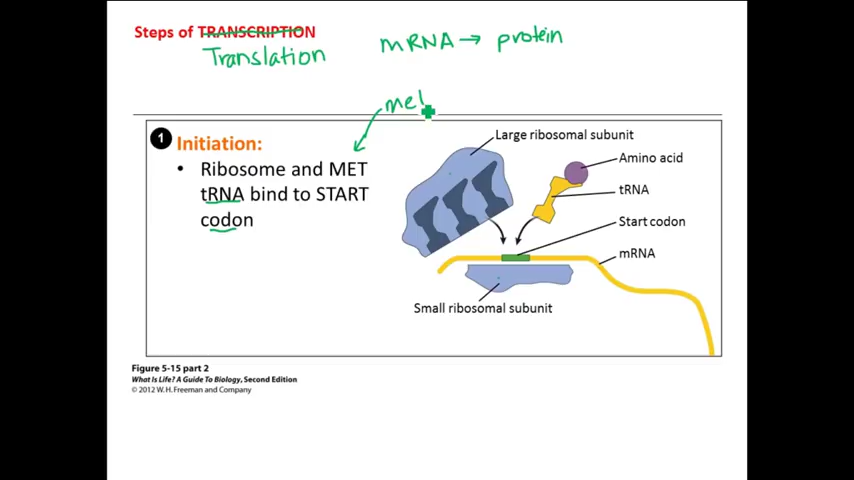 Steps of TRANSCRIPTION
Translation
mRNA → protein
met
1 Initiation:
• Ribosome and MET
tRNA bind to START
codon
Large ribosomal subunit
Amino acid
tRNA
Start codon
mRNA
Small ribosomal subunit
Figure 5-15 part 2
What Is Life? A Guide To Biology, Second Edition
© 2012 W. H. Freeman and Company